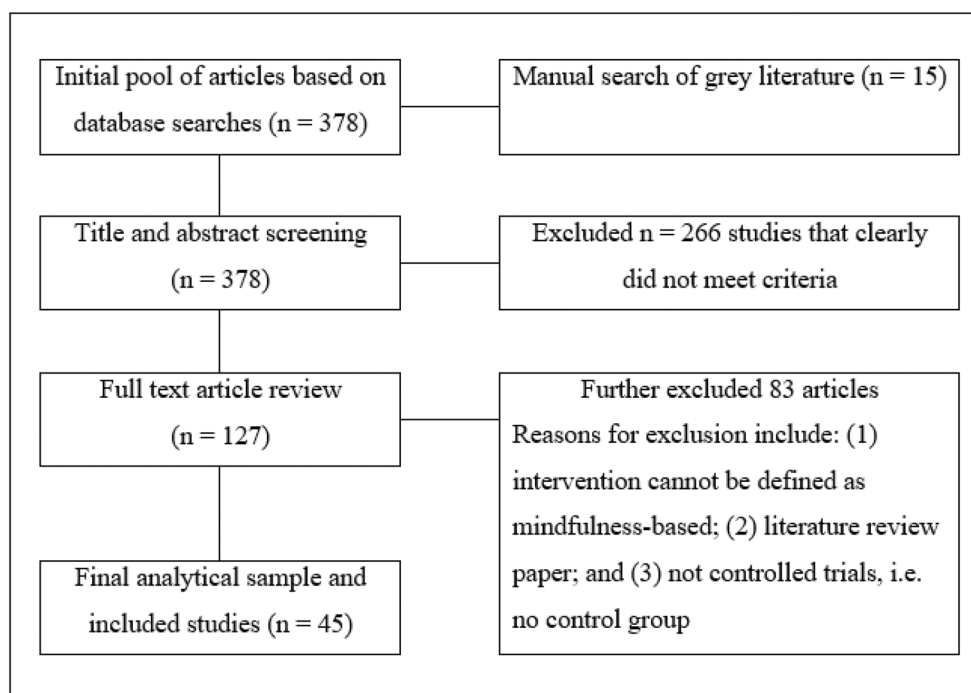 Initial pool of articles based on
database searches (n = 378)
Manual search of grey literature (n = 15)
Title and abstract screening
(n = 378)
Excluded n = 266 studies that clearly
did not meet criteria
Full text article review
(n = 127)
Further excluded 83 articles
Reasons for exclusion include: (1)
intervention cannot be defined as
mindfulness-based; (2) literature review
paper; and (3) not controlled trials, i.e.
no control group
Final analytical sample and
included studies (n = 45)